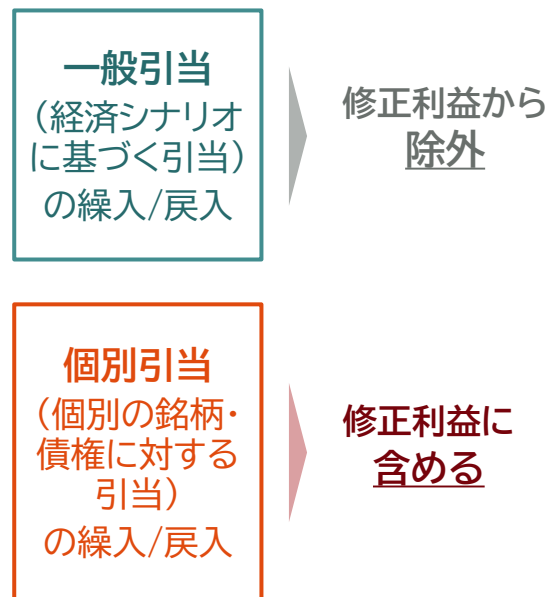 一般引当
（経済シナリオ
に基づく引当）
の繰入/戻入
修正利益から
除外
個別引当
（個別の銘柄・
債権に対する
引当）
の繰入/戻入
修正利益に
含める